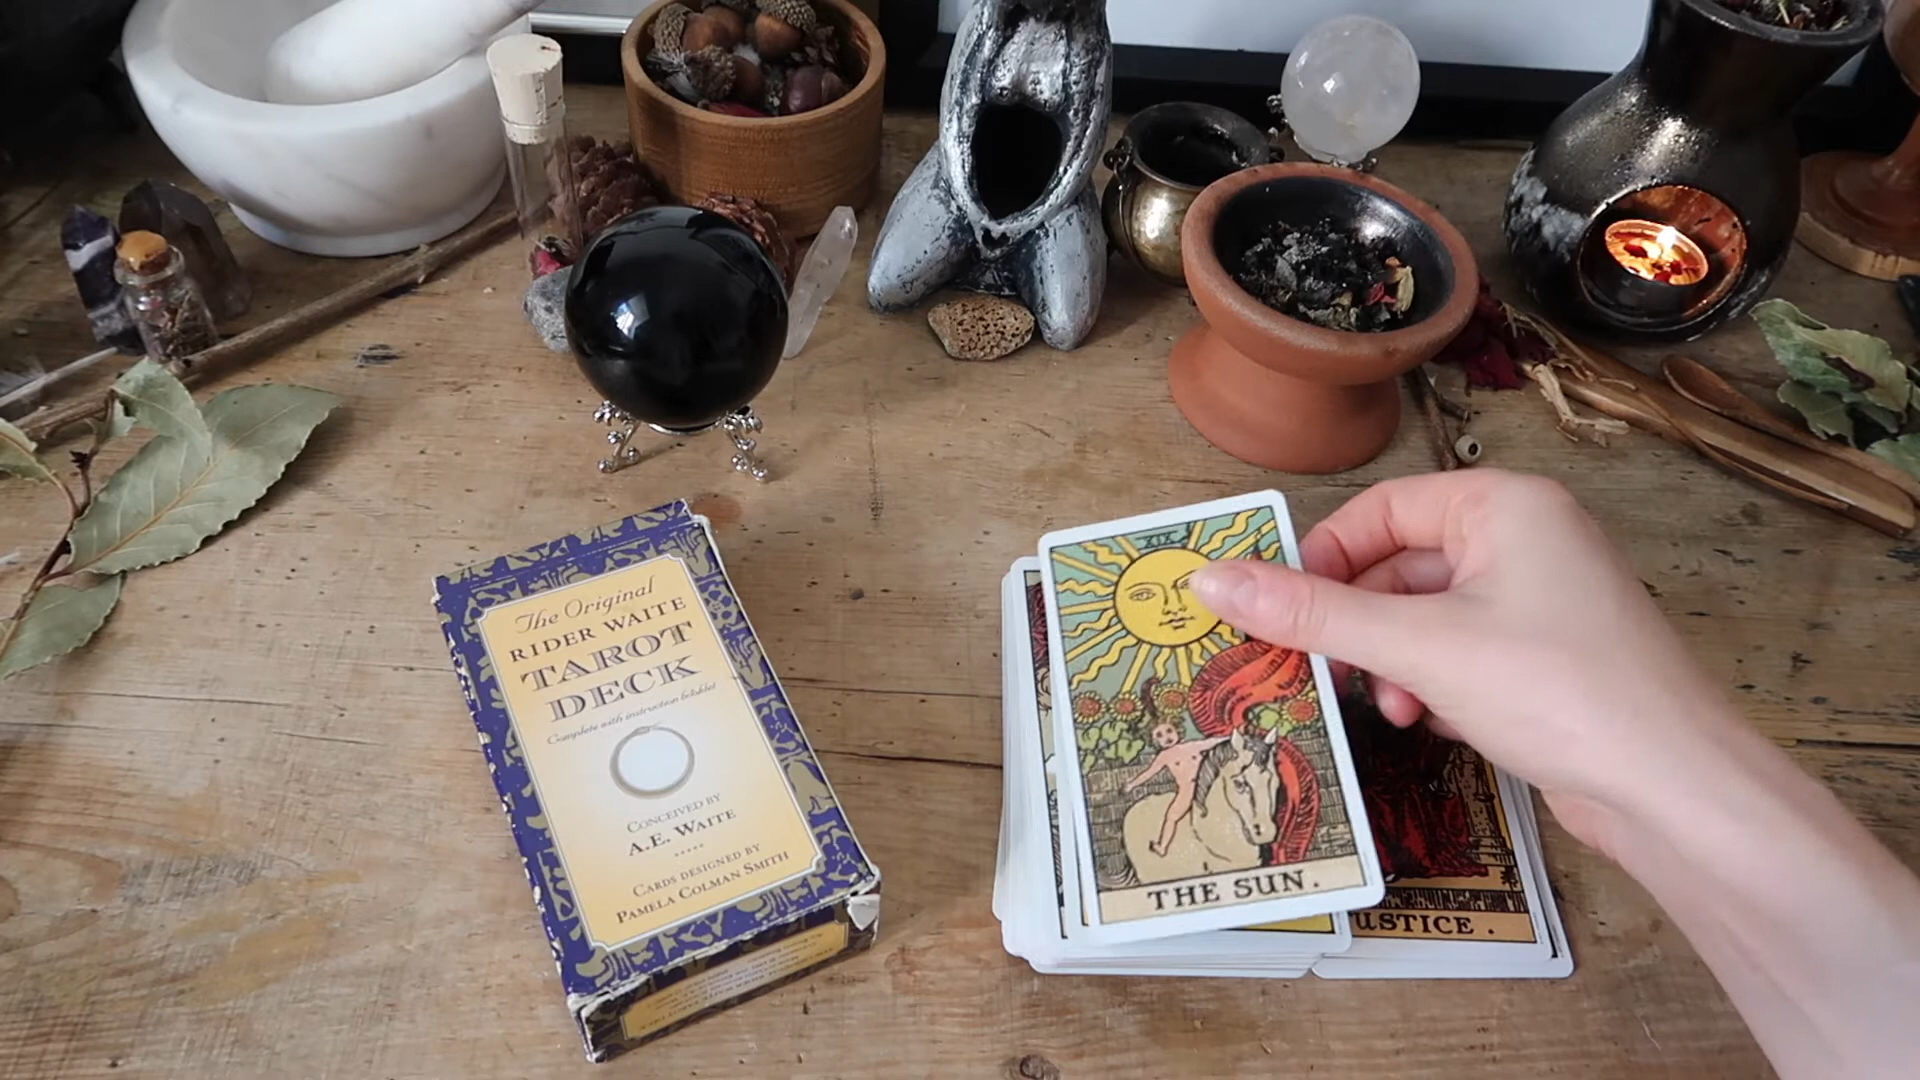 The Original
RIDER WAITE
TAROT
DECK
Complete with instruction booklet
CONCEIVED BY
A.E. WAITE
CARDS DESIGNED BY
PAMELA COLMAN SMITH
XIX
THE SUN.
USTICE.